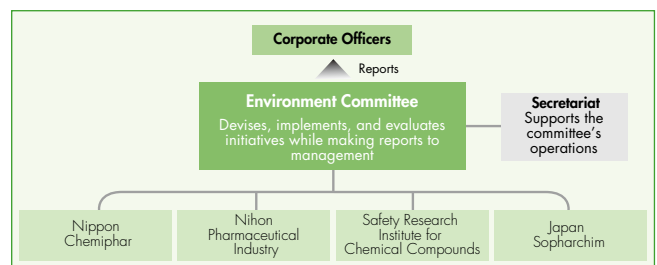 Corporate Officers
Reports
Environment Committee
Devises, implements, and evaluates
initiatives while making reports to
management
Secretariat
Supports the
committee's
operations
Nippon
Chemiphar
Nihon
Pharmaceutical
Industry
Safety Research
Institute for
Chemical Compounds
Japan
Sopharchim